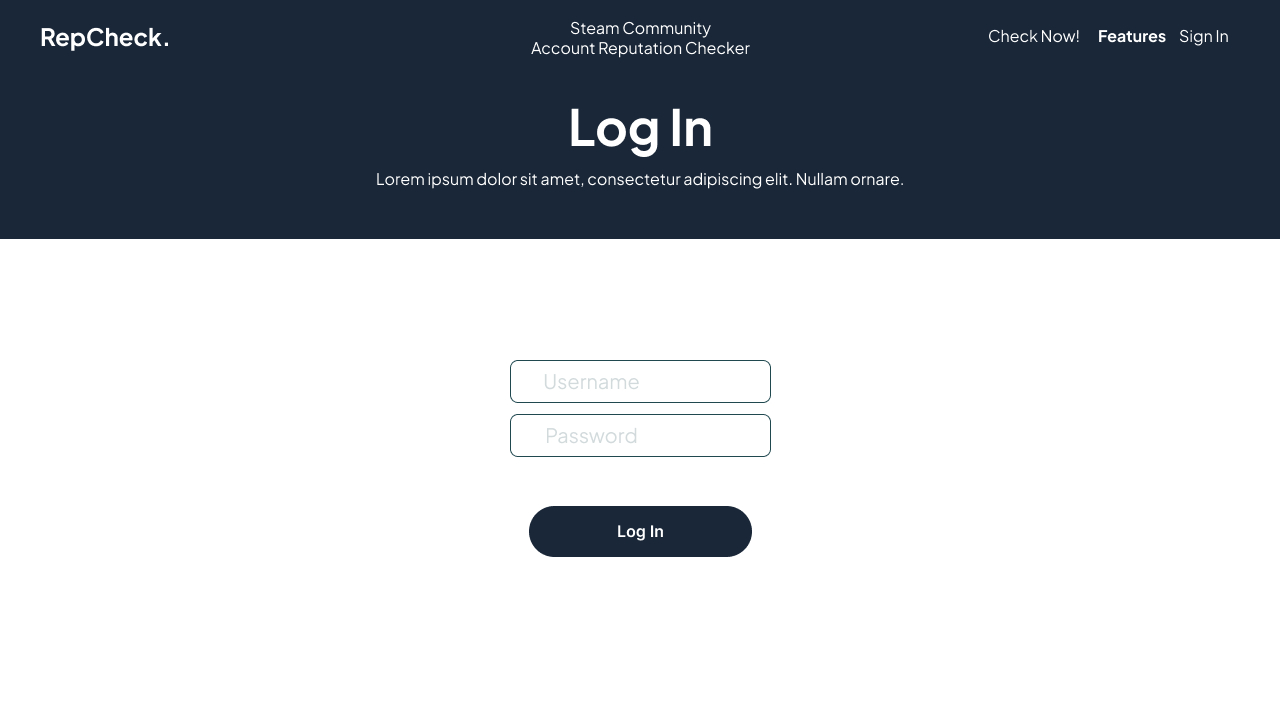 RepCheck.
Steam Community
Account Reputation Checker
Check Now!
Features
Sign In
Log In
Lorem ipsum dolor sit amet, consectetur adipiscing elit. Nullam ornare.
Username
Password
Log In